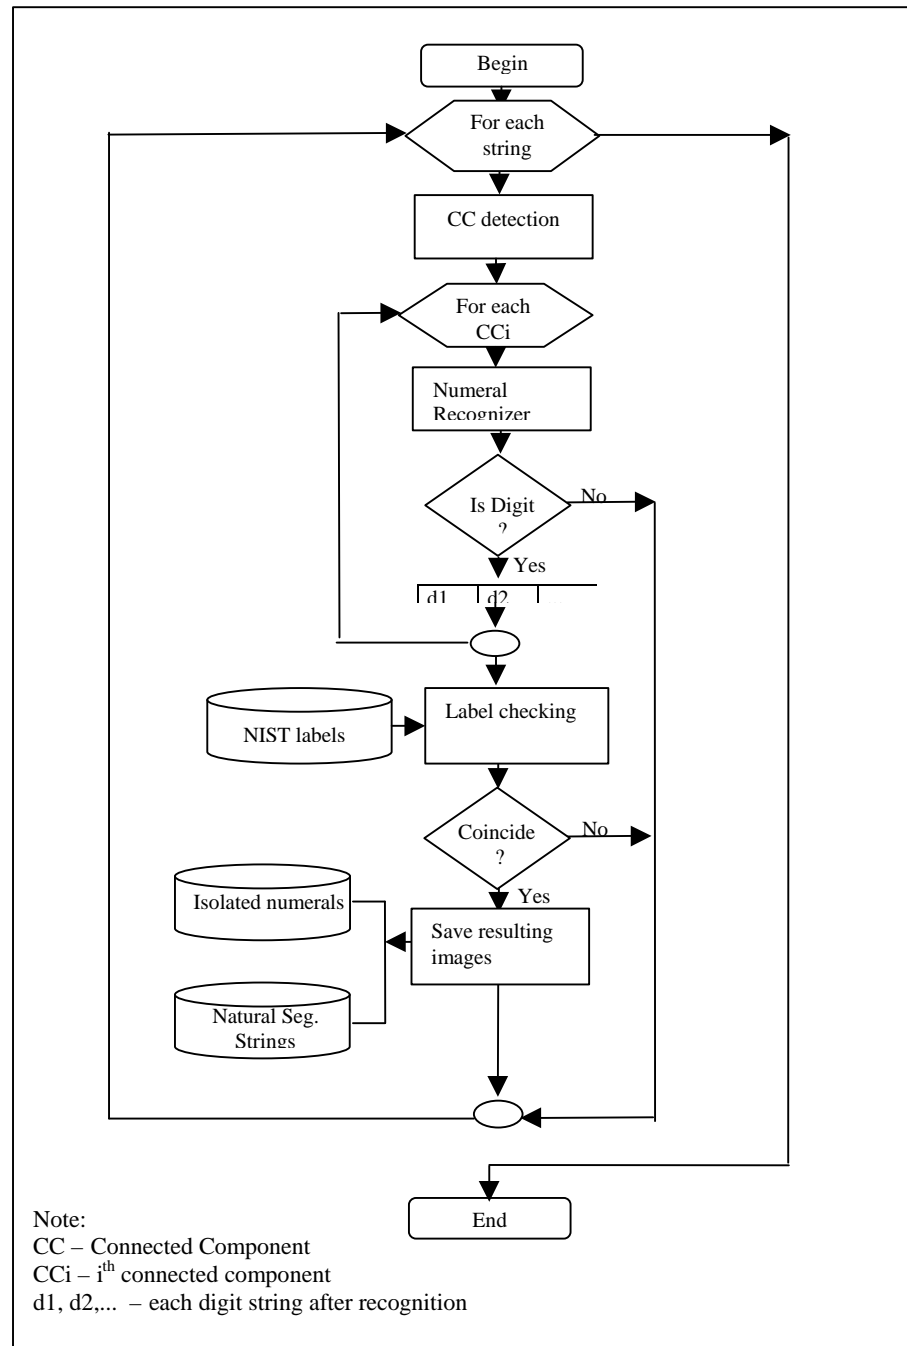 Begin
For each
string
CC detection
For each
CCi
Numeral
Recognizer
Is Digit
?
No
Yes
d1 d2
Label checking
NIST labels
Coincide
?
No
Yes
Isolated numerals
Save resulting
images
Natural Seg.
Strings
End
Note:
CC – Connected Component
CCi – ith connected component
d1, d2,... – each digit string after recognition